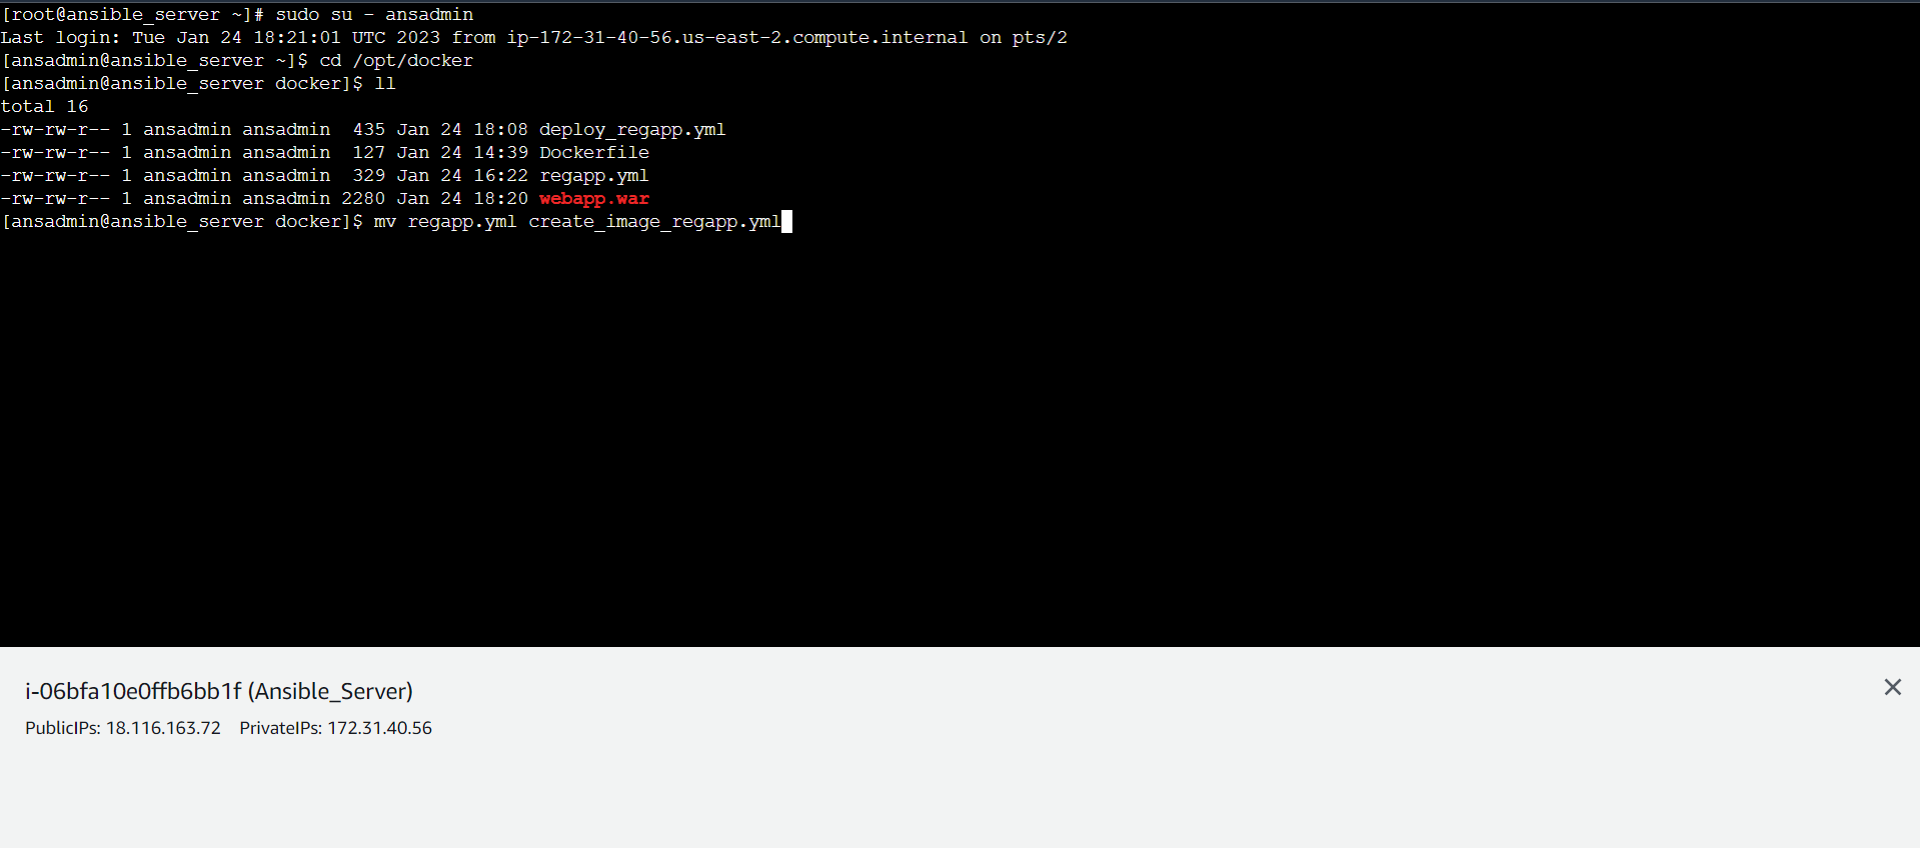 [root@ansible_server ~]# sudo su - ansadmin
Last login: Tue Jan 24 18:21:01 UTC 2023 from ip-172-31-40-56.us-east-2.compute.internal on pts/2
[ansadmin@ansible_server ~]$ cd /opt/docker
[ansadmin@ansible_server docker]$ ll
total 16
-rw-rw-r-- 1 ansadmin ansadmin  435 Jan 24 18:08 deploy_regapp.yml
-rw-rw-r-- 1 ansadmin ansadmin  127 Jan 24 14:39 Dockerfile
-rw-rw-r-- 1 ansadmin ansadmin  329 Jan 24 16:22 regapp.yml
-rw-rw-r-- 1 ansadmin ansadmin 2280 Jan 24 18:20 webapp.war
[ansadmin@ansible_server docker]$ mv regapp.yml create_image_regapp.yml
i-06bfa10e0ffb6bb1f (Ansible_Server)
PublicIPs: 18.116.163.72 PrivateIPs: 172.31.40.56